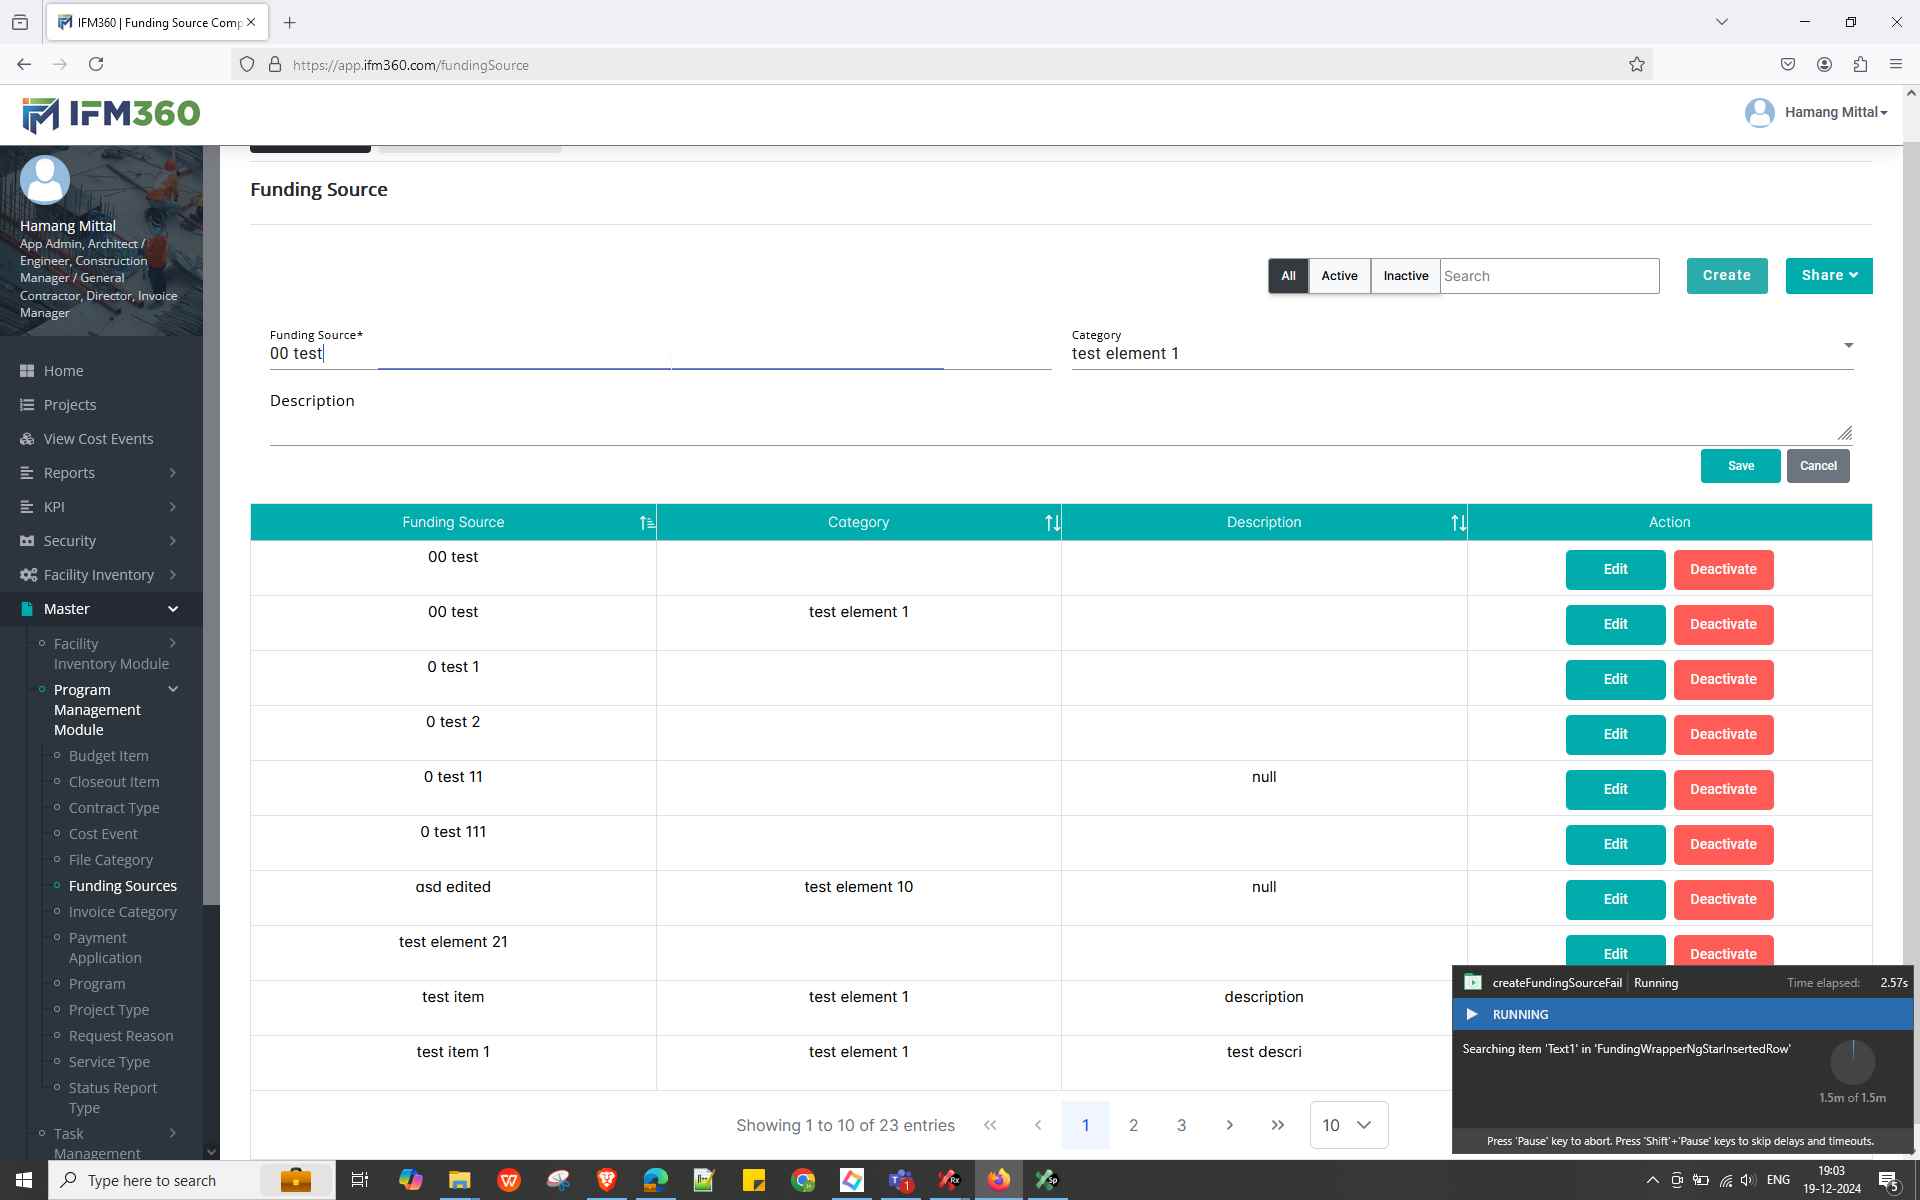 IFM360 | Funding Source Comp
https://app.ifm360.com/fundingSource
IFM360
Hamang Mittal
Hamang Mittal
App Admin, Architect /
Engineer, Construction
Manager / General
Contractor, Director, Invoice
Manager
Home
Projects
View Cost Events
Reports
KPI
Security
Facility Inventory
Master
Facility
Inventory Module
Program
Management
Module
Budget Item
Closeout Item
Contract Type
Cost Event
File Category
Funding Sources
Invoice Category
Payment
Application
Program
Project Type
Request Reason
Service Type
Status Report
Type
Task
Management
Funding Source
All Active Inactive Search Create Share
Funding Source* Category
00 test test element 1
Description
Save Cancel
Funding Source Category Description Action
00 test Edit Deactivate
00 test test element 1 Edit Deactivate
0 test 1 Edit Deactivate
0 test 2 Edit Deactivate
0 test 11 null Edit Deactivate
0 test 111 Edit Deactivate
asd edited test element 10 null Edit Deactivate
test element 21 Edit Deactivate
test item test element 1 description
test item 1 test element 1 test descri
Showing 1 to 10 of 23 entries « ‹ 1 2 3 › » 10
createFundingSourceFail Running Time elapsed: 2.57s
RUNNING
Searching item 'Text1' in 'FundingWrapperNgStarInsertedRow'
1.5m of 1.5m
Press 'Pause' key to abort. Press 'Shift'+'Pause' keys to skip delays and timeouts.
Type here to search
ENG
19:03
19-12-2024
5